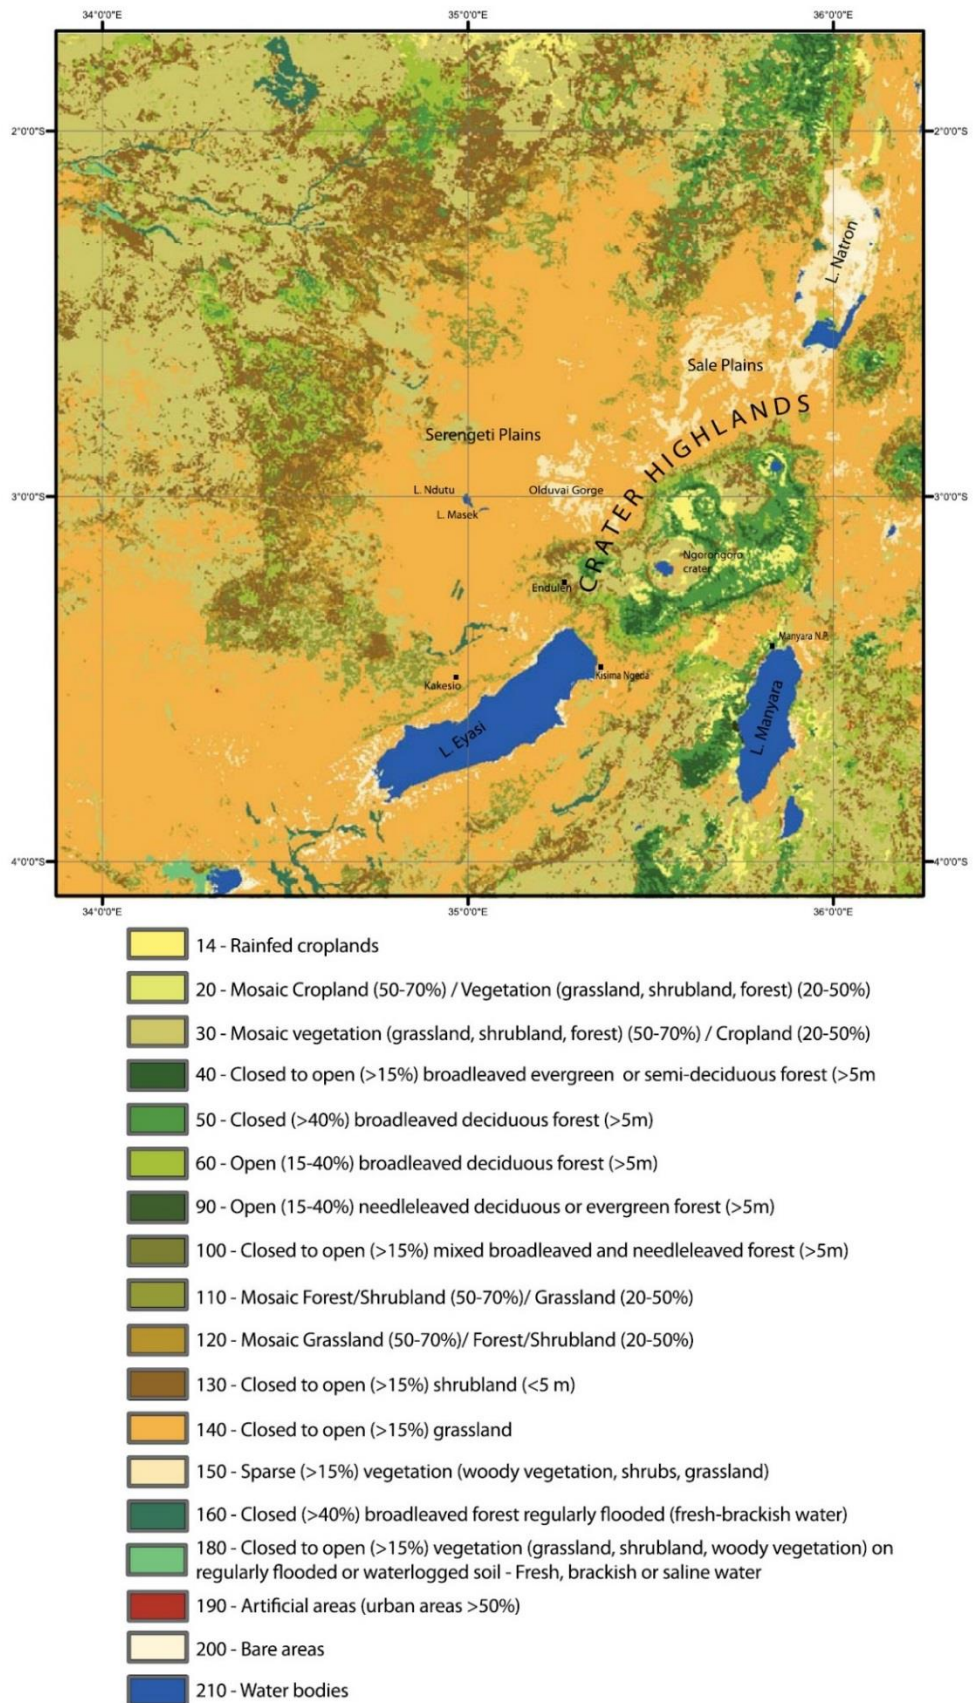 34°0'0"E 35°0'0"E 36°0'0"E
2°0'0"S 2°0'0"S
L. Natron
Sale Plains
CRATER HIGHLANDS
Serengeti Plains
L. Ndutu
Olduvai Gorge
3°0'0"S 3°0'0"S
L. Masek
Ngorongoro
crater
Endulen
Manyara N.P.
Kisima Ngeda
Kakesio
L. Eyasi
L. Manyara
4°0'0"S 4°0'0"S
34°0'0"E 35°0'0"E 36°0'0"E
14 - Rainfed croplands
20 - Mosaic Cropland (50-70%) / Vegetation (grassland, shrubland, forest) (20-50%)
30 - Mosaic vegetation (grassland, shrubland, forest) (50-70%) / Cropland (20-50%)
40 - Closed to open (>15%) broadleaved evergreen or semi-deciduous forest (>5m
50 - Closed (>40%) broadleaved deciduous forest (>5m)
60 - Open (15-40%) broadleaved deciduous forest (>5m)
90 - Open (15-40%) needleleaved deciduous or evergreen forest (>5m)
100 - Closed to open (>15%) mixed broadleaved and needleleaved forest (>5m)
110 - Mosaic Forest/Shrubland (50-70%)/ Grassland (20-50%)
120 - Mosaic Grassland (50-70%)/ Forest/Shrubland (20-50%)
130 - Closed to open (>15%) shrubland (<5 m)
140 - Closed to open (>15%) grassland
150 - Sparse (>15%) vegetation (woody vegetation, shrubs, grassland)
160 - Closed (>40%) broadleaved forest regularly flooded (fresh-brackish water)
180 - Closed to open (>15%) vegetation (grassland, shrubland, woody vegetation) on
regularly flooded or waterlogged soil - Fresh, brackish or saline water
190 - Artificial areas (urban areas >50%)
200 - Bare areas
210 - Water bodies